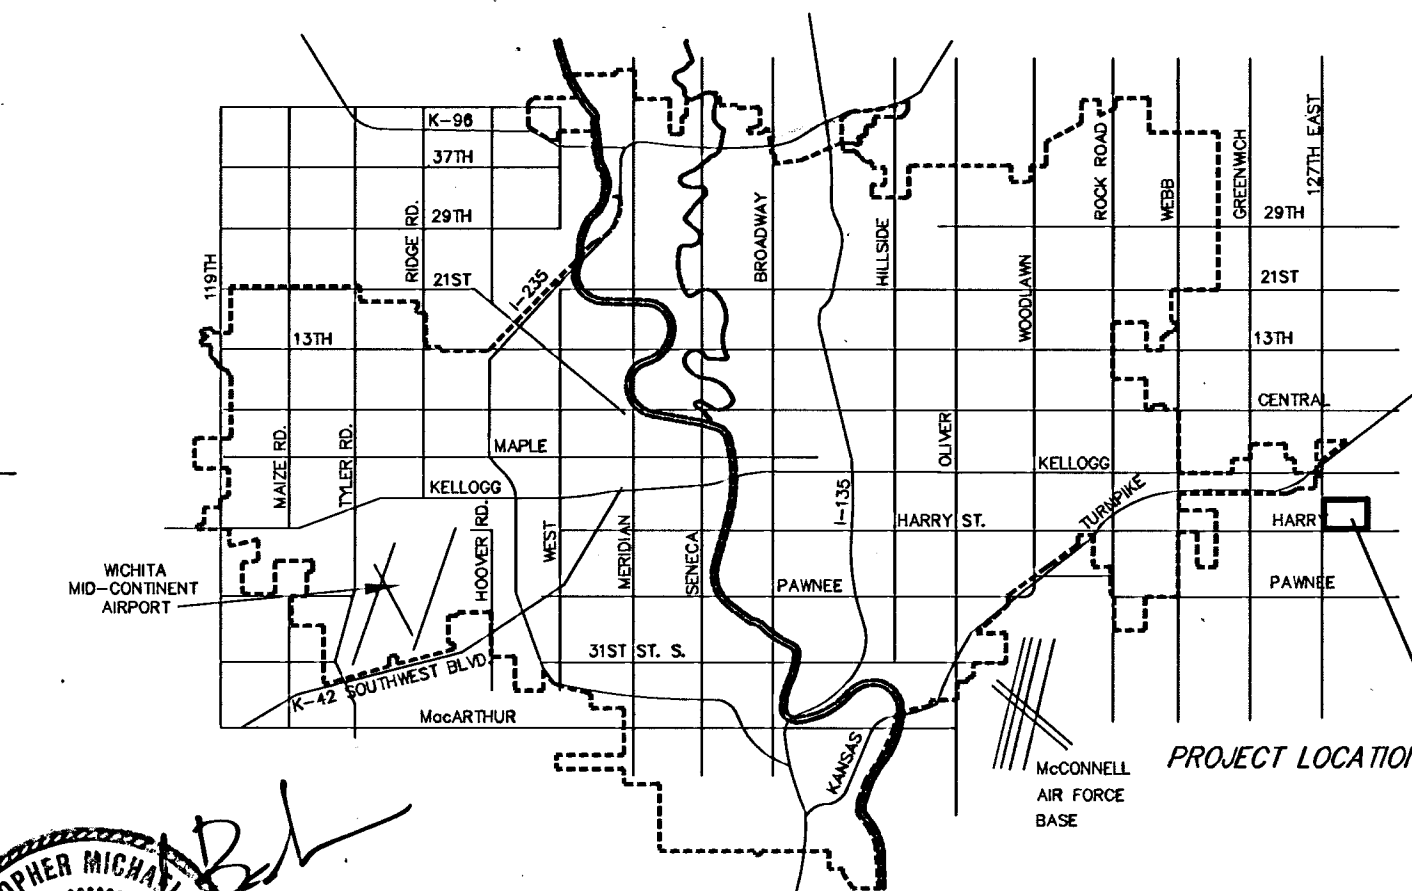 K-96
37TH
29TH
RIDGE RD.
21ST
119TH
I-235
13TH
BROADWAY
HILLSIDE
WOODLAWN
ROCK ROAD
WEBB
GREENWICH
127TH EAST
29TH
21ST
13TH
CENTRAL
MAIZE RD.
TYLER RD.
MAPLE
KELLOGG
HOOVER RD.
WEST
MERIDIAN
SENECA
I-135
OLIVER
KELLOGG
TURNPIKE
HARRY ST.
HARRY
PAWNEE
PAWNEE
WICHITA
MID-CONTINENT
AIRPORT
31ST ST. S.
K-42 SOUTHWEST BLVD.
MacARTHUR
KANSAS
McCONNELL
AIR FORCE
BASE
PROJECT LOCATION
OPHER MICHA